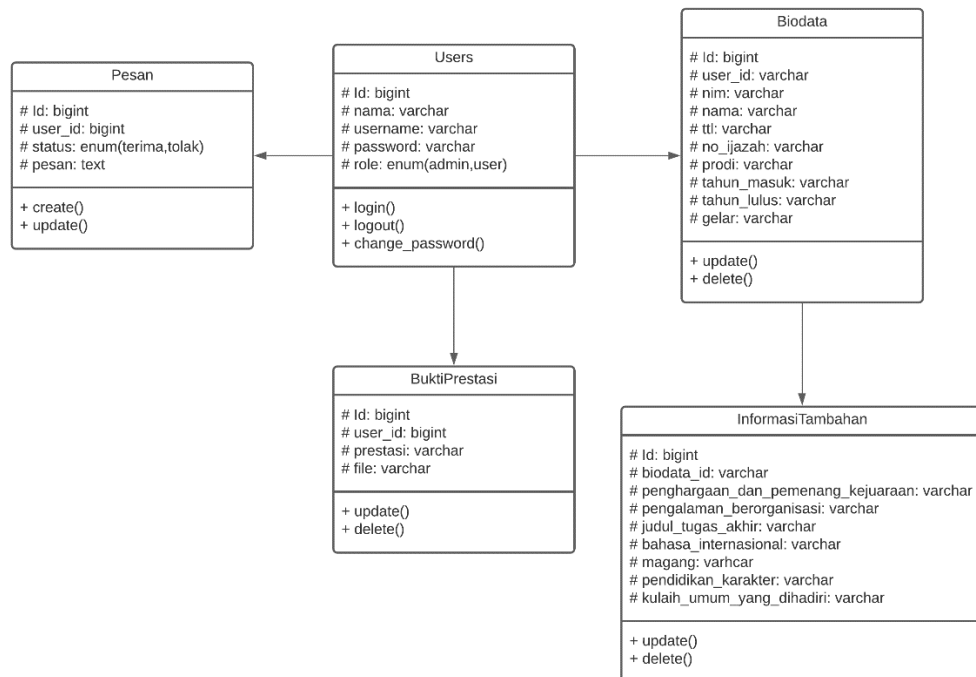 Pesan
# Id: bigint
# user_id: bigint
# status: enum(terima,tolak)
# pesan: text
+ create()
+ update()
Users
# Id: bigint
# nama: varchar
# username: varchar
# password: varchar
# role: enum(admin,user)
+ login()
+ logout()
+ change_password()
Biodata
# Id: bigint
# user_id: varchar
# nim: varchar
# nama: varchar
# ttl: varchar
# no_ijazah: varchar
# prodi: varchar
# tahun_masuk: varchar
# tahun_lulus: varchar
# gelar: varchar
+ update()
+ delete()
BuktiPrestasi
# Id: bigint
# user_id: bigint
# prestasi: varchar
# file: varchar
+ update()
+ delete()
InformasiTambahan
# Id: bigint
# biodata_id: varchar
# penghargaan_dan_pemenang_kejuaraan: varchar
# pengalaman_berorganisasi: varchar
# judul_tugas_akhir: varchar
# bahasa_internasional: varchar
# magang: varhcar
# pendidikan_karakter: varchar
# kulaih_umum_yang_dihadiri: varchar
+ update()
+ delete()